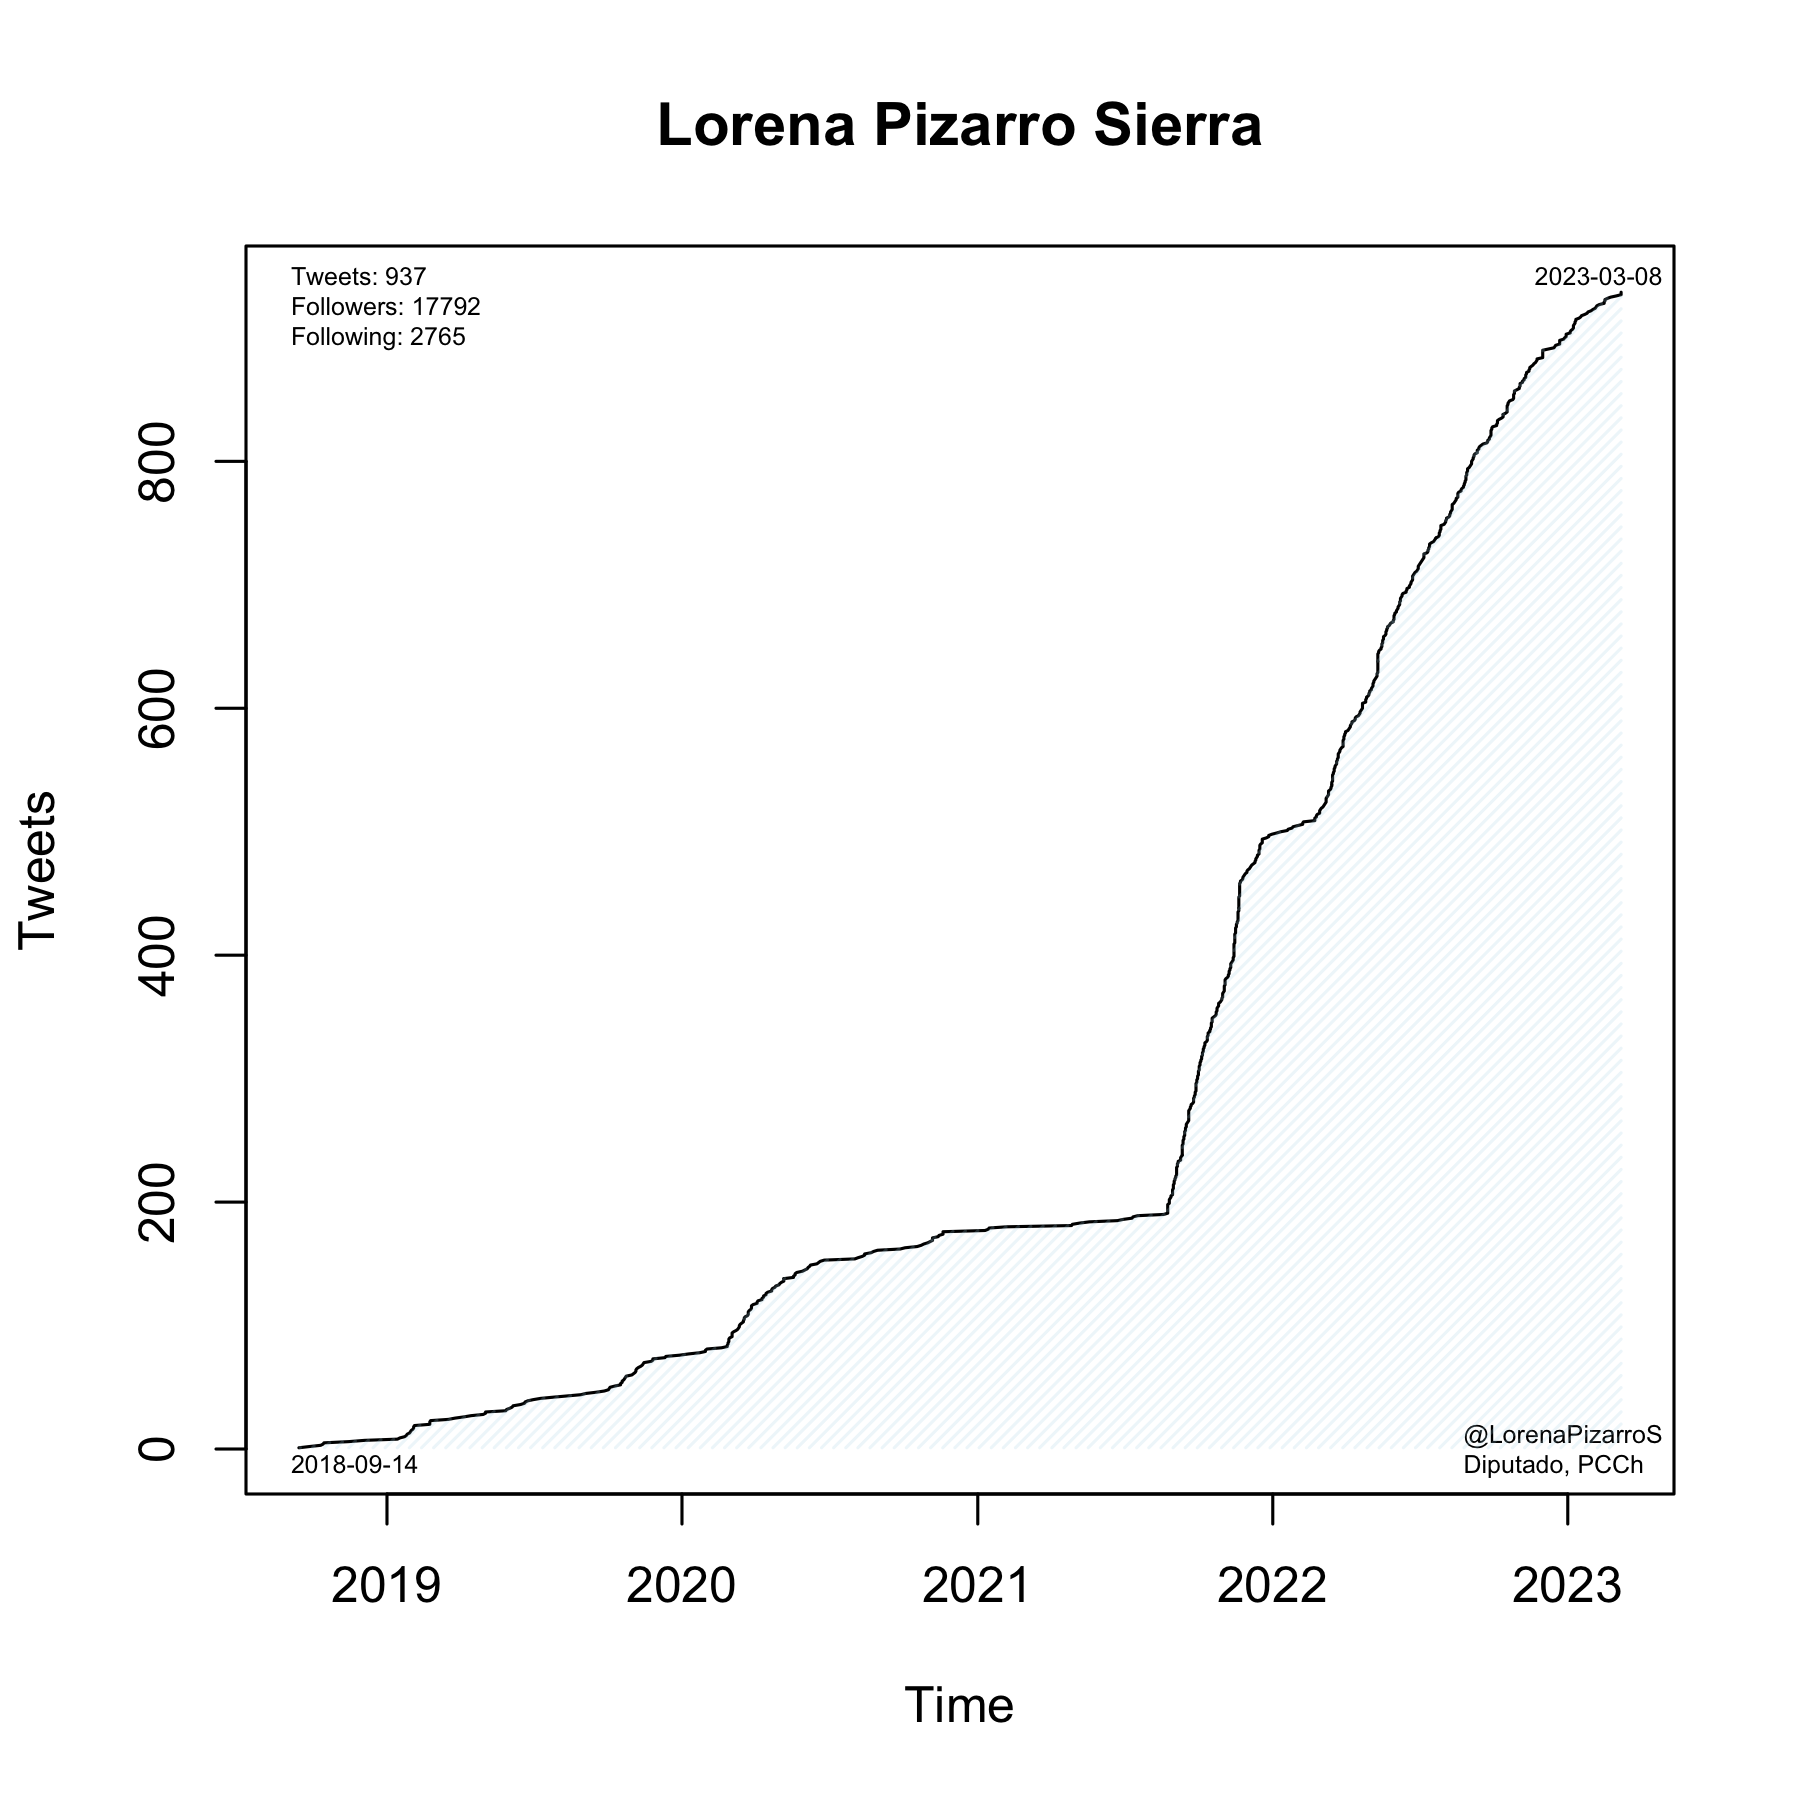 Lorena Pizarro Sierra
Tweets: 937
Followers: 17792
Following: 2765
2023-03-08
800
600
400
200
0
Tweets
2018-09-14
@LorenaPizarroS
Diputado, PCCh
2019 2020 2021 2022 2023
Time